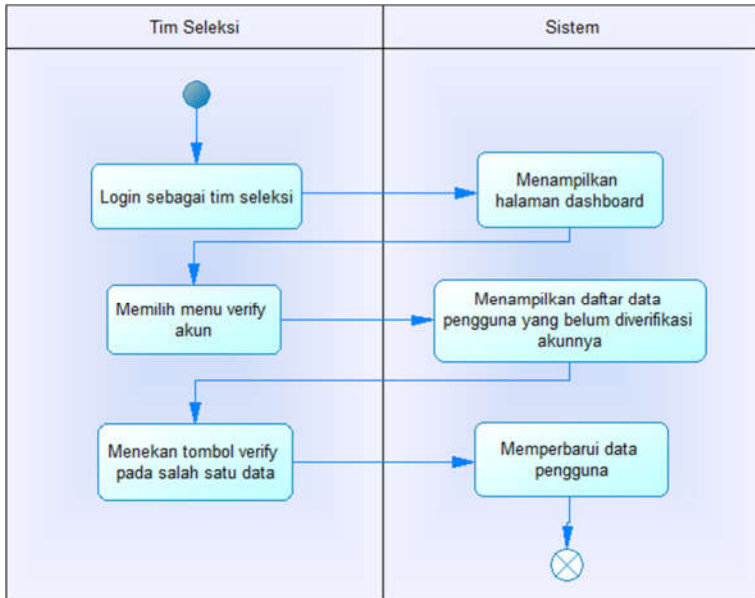 Tim Seleksi
Sistem
Login sebagai tim seleksi
Menampilkan
halaman dashboard
Memilih menu verify
akun
Menampilkan daftar data
pengguna yang belum diverifikasi
akunnya
Menekan tombol verify
pada salah satu data
Memperbarui data
pengguna